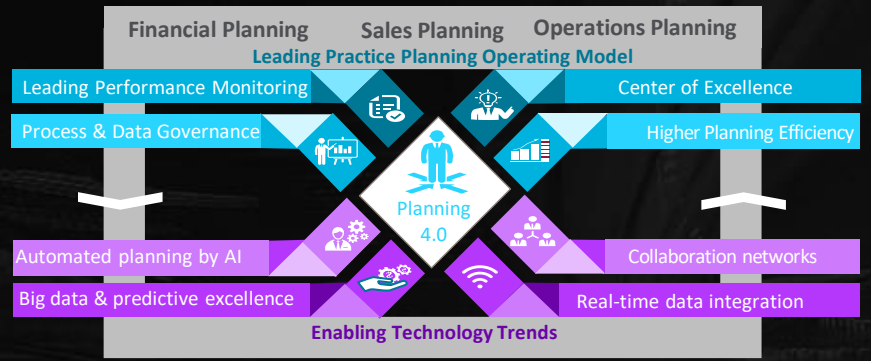 Financial Planning
Sales Planning
Operations Planning
Leading Practice Planning Operating Model
Leading Performance Monitoring
Center of Excellence
Process & Data Governance
Higher Planning Efficiency
Planning
4.0
Automated planning by AI
Collaboration networks
Big data & predictive excellence
Real-time data integration
Enabling Technology Trends